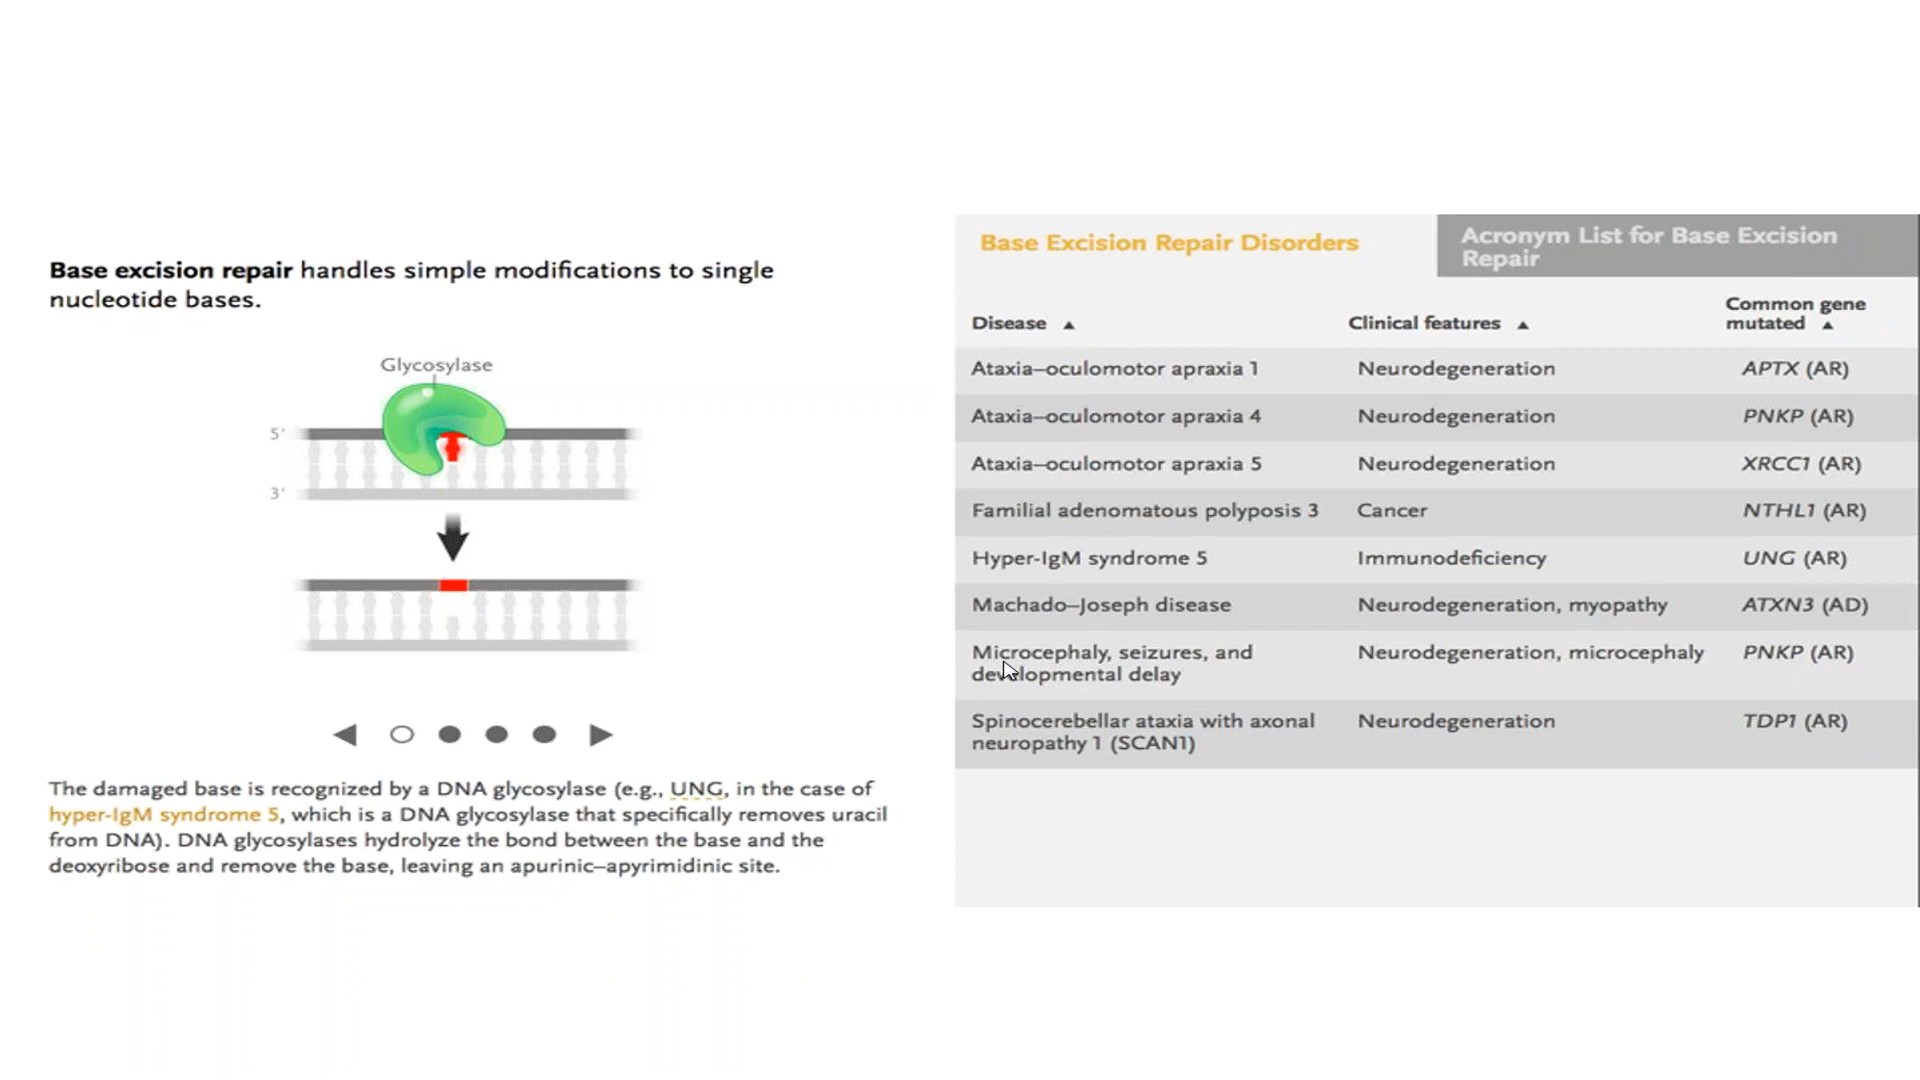 Base excision repair handles simple modifications to single
nucleotide bases.
Glycosylase
5'
3'
The damaged base is recognized by a DNA glycosylase (e.g., UNG, in the case of
hyper-IgM syndrome 5, which is a DNA glycosylase that specifically removes uracil
from DNA). DNA glycosylases hydrolyze the bond between the base and the
deoxyribose and remove the base, leaving an apurinic–apyrimidinic site.
Base Excision Repair Disorders
Acronym List for Base Excision
Repair
Disease ▲ Clinical features ▲ Common gene
mutated ▲
Ataxia–oculomotor apraxia 1 Neurodegeneration APTX (AR)
Ataxia–oculomotor apraxia 4 Neurodegeneration PNKP (AR)
Ataxia–oculomotor apraxia 5 Neurodegeneration XRCC1 (AR)
Familial adenomatous polyposis 3 Cancer NTHL1 (AR)
Hyper-IgM syndrome 5 Immunodeficiency UNG (AR)
Machado–Joseph disease Neurodegeneration, myopathy ATXN3 (AD)
Microcephaly, seizures, and Neurodegeneration, microcephaly PNKP (AR)
developmental delay
Spinocerebellar ataxia with axonal Neurodegeneration TDP1 (AR)
neuropathy 1 (SCAN1)